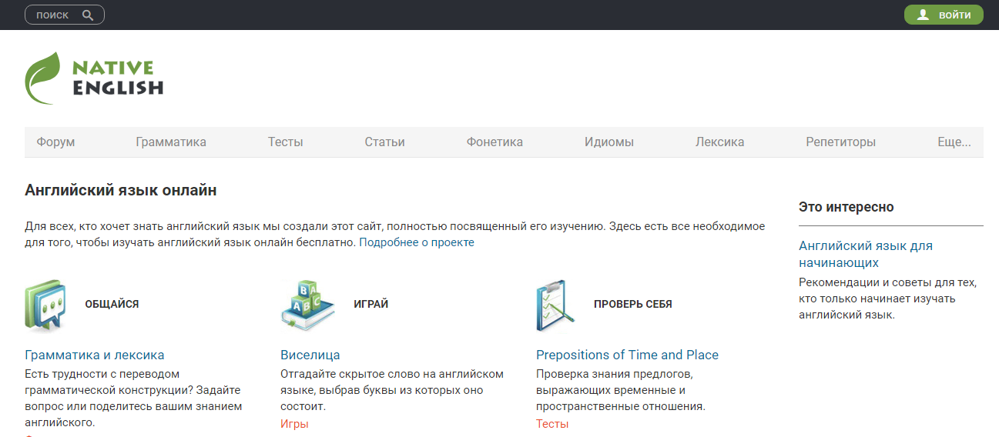 поиск
войти
NATIVE
ENGLISH
Форум Грамматика Тесты Статьи Фонетика Идиомы Лексика Репетиторы Еще...
Английский язык онлайн
Для всех, кто хочет знать английский язык мы создали этот сайт, полностью посвященный его изучению. Здесь есть все необходимое
для того, чтобы изучать английский язык онлайн бесплатно. Подробнее о проекте
ОБЩАЙСЯ
Грамматика и лексика
Есть трудности с переводом
грамматической конструкции? Задайте
вопрос или поделитесь вашим знанием
английского.
B A
A B C
ИГРАЙ
Виселица
Отгадайте скрытое слово на английском
языке, выбрав буквы из которых оно
состоит.
Игры
ПРОВЕРЬ СЕБЯ
Prepositions of Time and Place
Проверка знания предлогов,
выражающих временные и
пространственные отношения.
Тесты
Это интересно
Английский язык для
начинающих
Рекомендации и советы для тех,
кто только начинает изучать
английский язык.